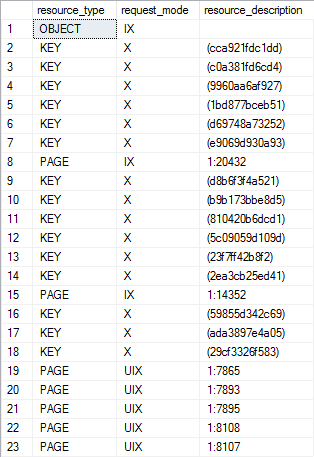 resource_type request_mode resource_description
1 OBJECT IX
2 KEY X (cca921fdc1dd)
3 KEY X (c0a381fd6cd4)
4 KEY X (9960aa6af927)
5 KEY X (1bd877bceb51)
6 KEY X (d69748a73252)
7 KEY X (e9069d930a93)
8 PAGE IX 1:20432
9 KEY X (d8b6f3f4a521)
10 KEY X (b9b173bbe8d5)
11 KEY X (810420b6dcd1)
12 KEY X (5c09059d109d)
13 KEY X (23f7ff42b8f2)
14 KEY X (2ea3cb25ed41)
15 PAGE IX 1:14352
16 KEY X (59855d342c69)
17 KEY X (ada3897e4a05)
18 KEY X (29cf3326f583)
19 PAGE UIX 1:7865
20 PAGE UIX 1:7893
21 PAGE UIX 1:7895
22 PAGE UIX 1:8108
23 PAGE UIX 1:8107